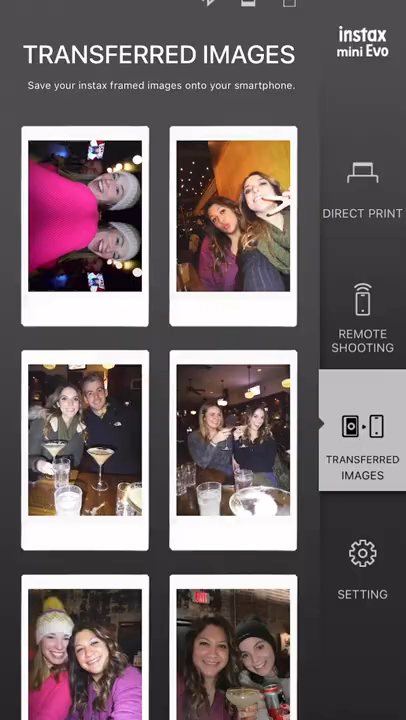 TRANSFERRED IMAGES
Save your instax framed images onto your smartphone.
instax
mini Evo
DIRECT PRINT
REMOTE
SHOOTING
TRANSFERRED
IMAGES
SETTING